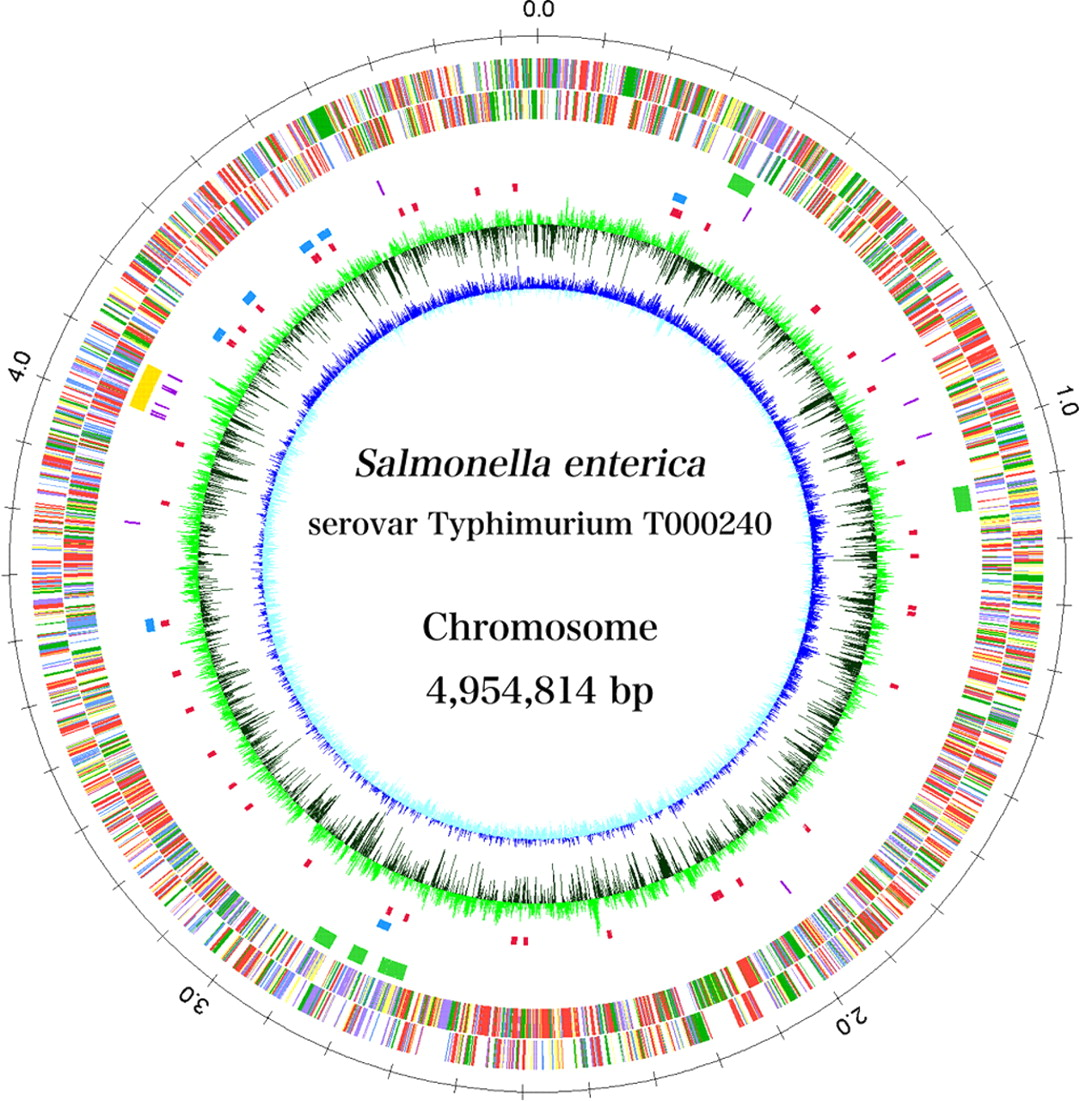 0.0
4.0
1.0
Salmonella enterica
serovar Typhimurium T000240
Chromosome
4,954,814 bp
3.0
2.0